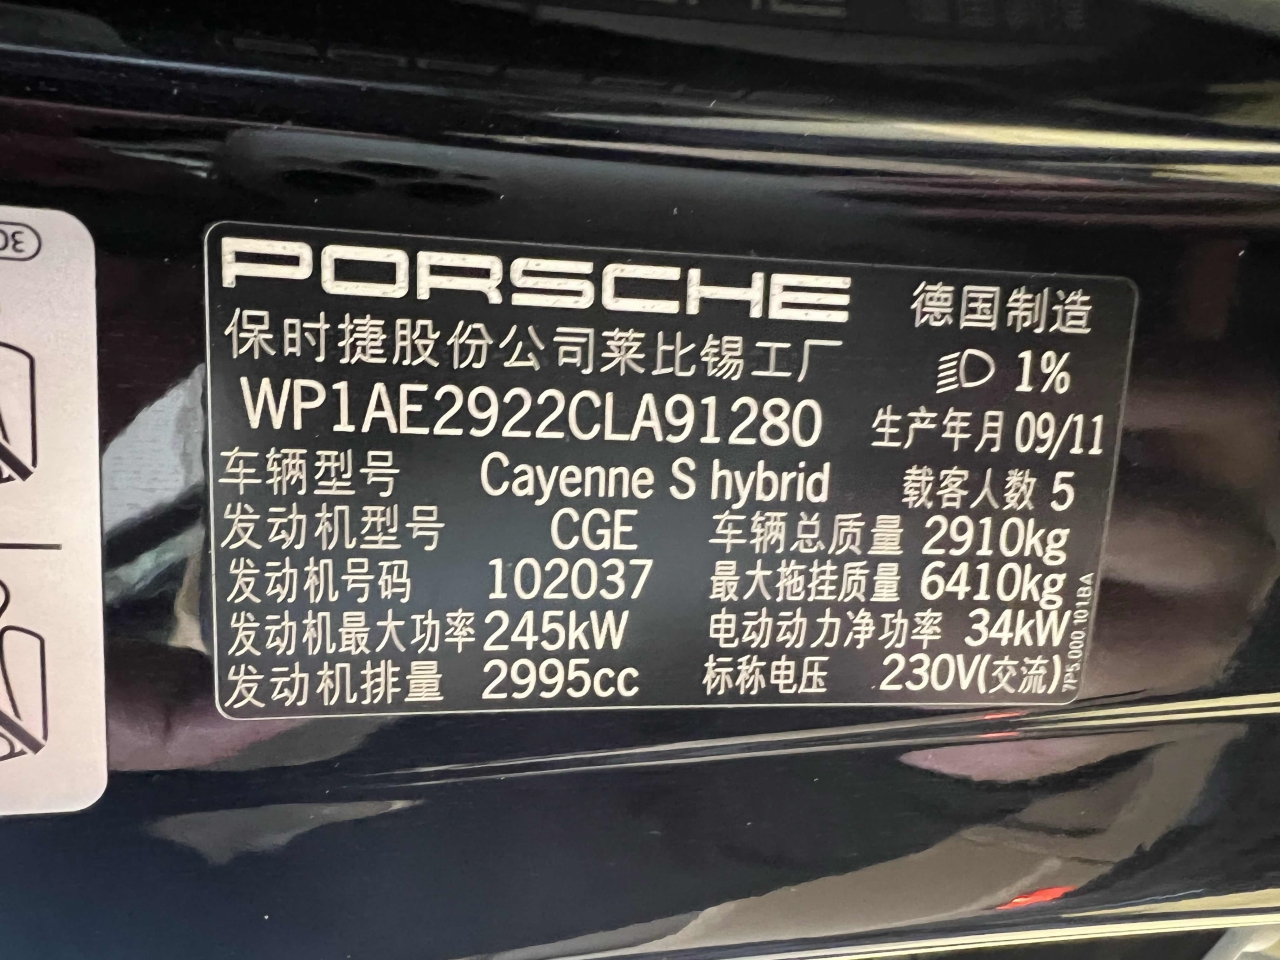 PORSCHE
德国制造
保时捷股份公司莱比锡工厂
1%
WP1AE2922CLA91280
生产年月 09/11
车辆型号 Cayenne S hybrid
载客人数 5
发动机型号 CGE
车辆总质量 2910kg
发动机号码 102037
最大拖挂质量 6410kg
发动机最大功率 245kW
电动动力净功率 34kW
发动机排量 2995cc
标称电压 230V(交流)
7P5.000.101BA